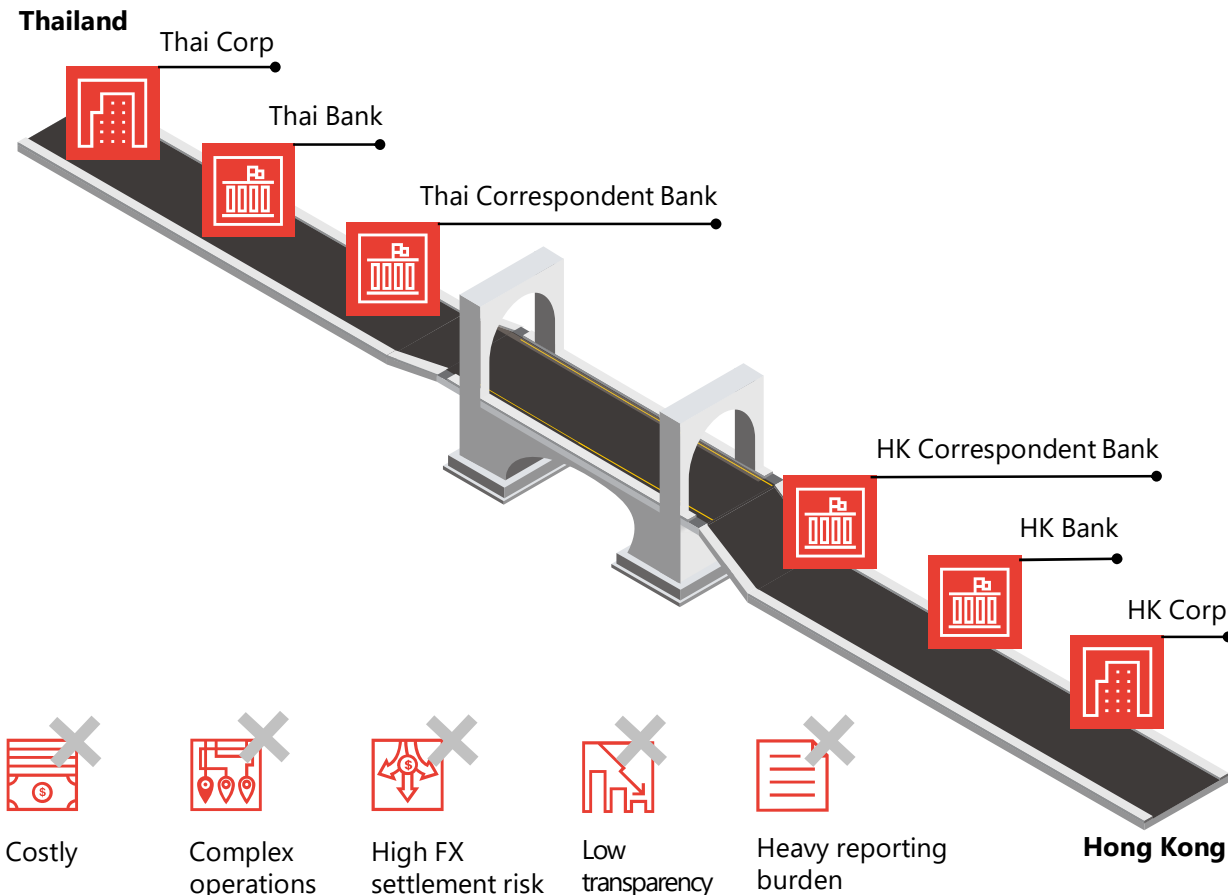 Thailand
Thai Corp
Thai Bank
Thai Correspondent Bank
HK Correspondent Bank
HK Bank
HK Corp
Hong Kong
Costly
Complex
operations
High FX
settlement risk
Low
transparency
Heavy reporting
burden